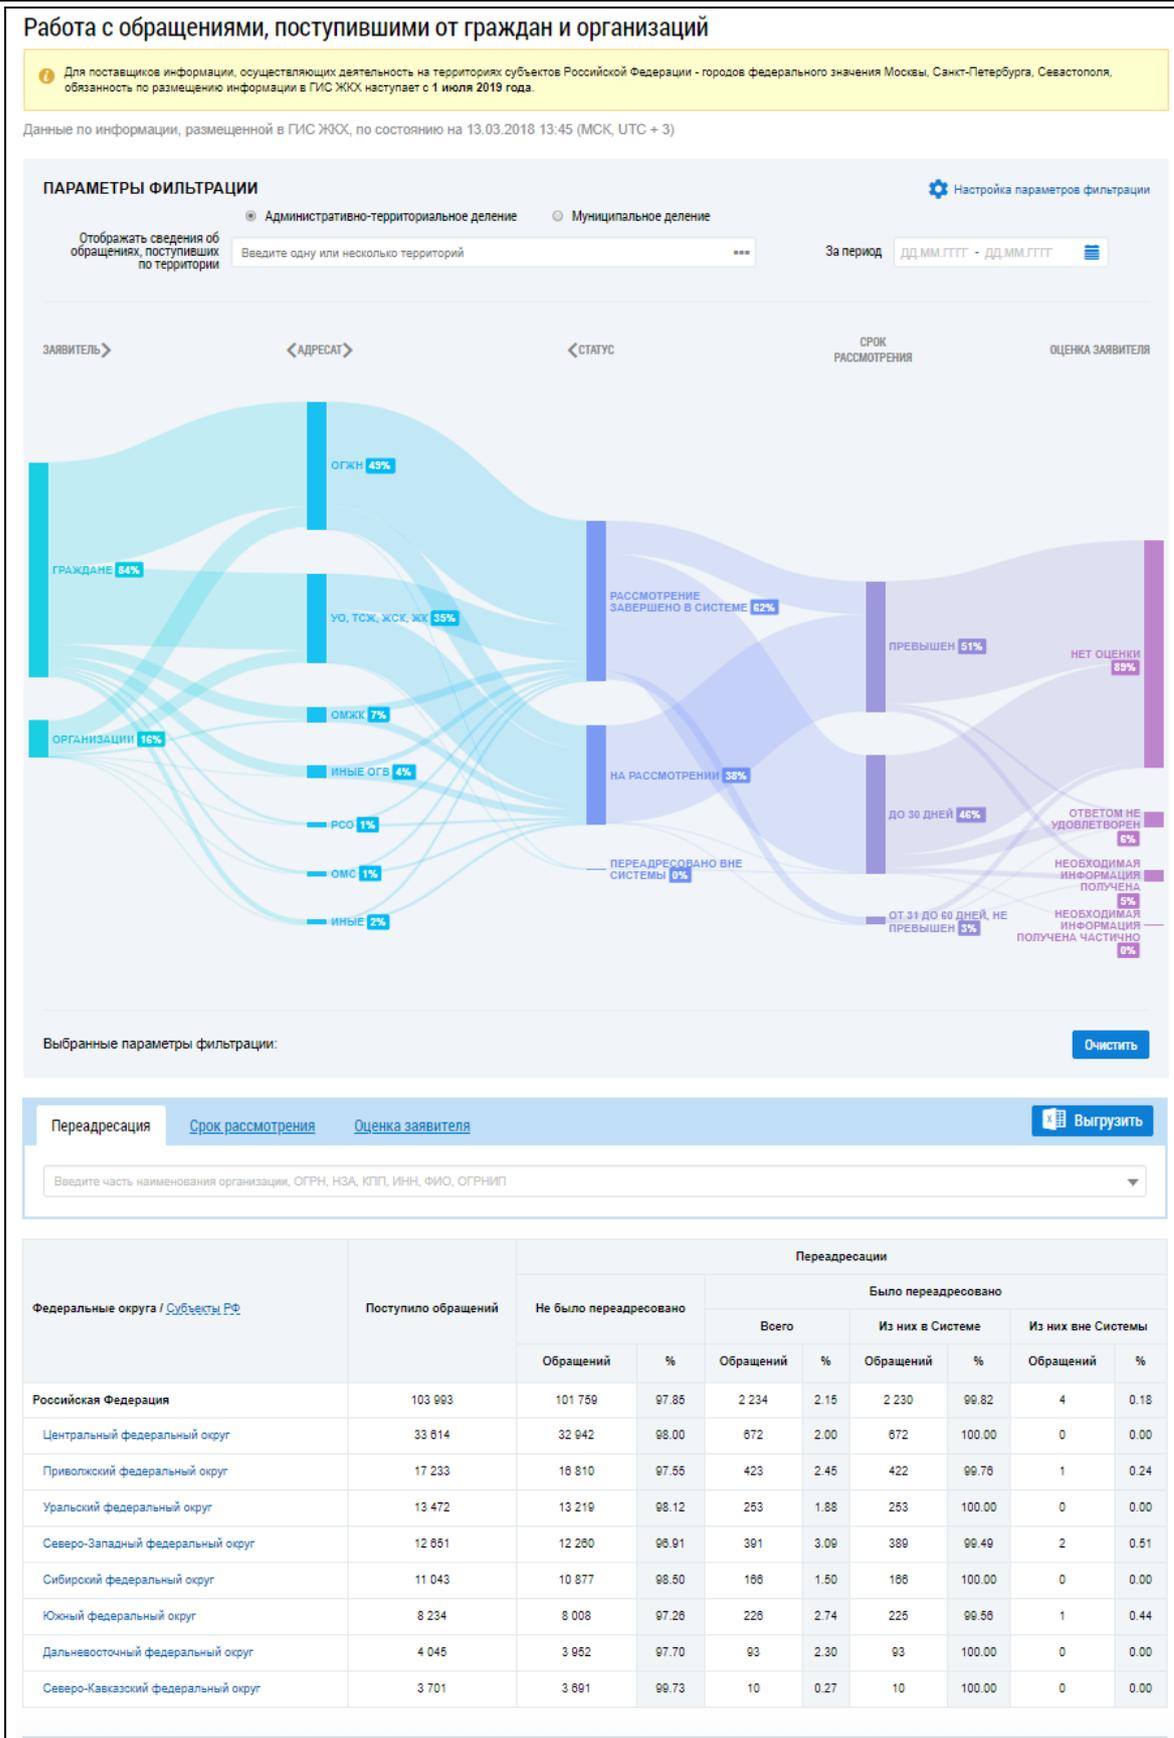 Работа с обращениями, поступившими от граждан и организаций
Для поставщиков информации, осуществляющих деятельность на территориях субъектов Российской Федерации - городов федерального значения Москвы, Санкт-Петербурга, Севастополя,
обязанность по размещению информации в ГИС ЖКХ наступает с 1 июля 2019 года.
Данные по информации, размещенной в ГИС ЖКХ, по состоянию на 13.03.2018 13:45 (МСК, UTC + 3)
ПАРАМЕТРЫ ФИЛЬТРАЦИИ
Настройка параметров фильтрации
Административно-территориальное деление Муниципальное деление
Отображать сведения об
обращениях, поступивших
по территории
Введите одну или несколько территорий
За период ДД.ММ.ГГГГ - ДД.ММ.ГГГГ
ЗАЯВИТЕЛЬ
АДРЕСАТ
СТАТУС
СРОК
РАССМОТРЕНИЯ
ОЦЕНКА ЗАЯВИТЕЛЯ
ГРАЖДАНЕ 84%
ОРГАНИЗАЦИИ 16%
ОГЖН 49%
УО, ТСЖ, ЖСК, ЖК 35%
ОМЖК 7%
ИНЫЕ ОГВ 4%
РСО 1%
ОМС 1%
ИНЫЕ 2%
РАССМОТРЕНИЕ
ЗАВЕРШЕНО В СИСТЕМЕ 62%
НА РАССМОТРЕНИИ 38%
ПЕРЕАДРЕСОВАНО ВНЕ
СИСТЕМЫ 0%
ПРЕВЫШЕН 51%
ДО 30 ДНЕЙ 46%
ОТ 31 ДО 60 ДНЕЙ, НЕ
ПРЕВЫШЕН 3%
НЕТ ОЦЕНКИ
89%
ОТВЕТОМ НЕ
УДОВЛЕТВОРЕН
6%
НЕОБХОДИМАЯ
ИНФОРМАЦИЯ
ПОЛУЧЕНА
5%
НЕОБХОДИМАЯ
ИНФОРМАЦИЯ
ПОЛУЧЕНА ЧАСТИЧНО
0%
Выбранные параметры фильтрации:
Очистить
Переадресация Срок рассмотрения Оценка заявителя
Выгрузить
Введите часть наименования организации, ОГРН, НЗА, КПП, ИНН, ФИО, ОГРНИП
Переадресации
Было переадресовано
Федеральные округа / Субъекты РФ Поступило обращений Не было переадресовано
Всего Из них в Системе Из них вне Системы
Обращений % Обращений % Обращений % Обращений %
Российская Федерация 103 993 101 759 97.85 2 234 2.15 2 230 99.82 4 0.18
Центральный федеральный округ 33 614 32 942 98.00 672 2.00 672 100.00 0 0.00
Приволжский федеральный округ 17 233 16 810 97.55 423 2.45 422 99.76 1 0.24
Уральский федеральный округ 13 472 13 219 98.12 253 1.88 253 100.00 0 0.00
Северо-Западный федеральный округ 12 651 12 260 96.91 391 3.09 389 99.49 2 0.51
Сибирский федеральный округ 11 043 10 877 98.50 166 1.50 166 100.00 0 0.00
Южный федеральный округ 8 234 8 008 97.26 226 2.74 225 99.56 1 0.44
Дальневосточный федеральный округ 4 045 3 952 97.70 93 2.30 93 100.00 0 0.00
Северо-Кавказский федеральный округ 3 701 3 691 99.73 10 0.27 10 100.00 0 0.00